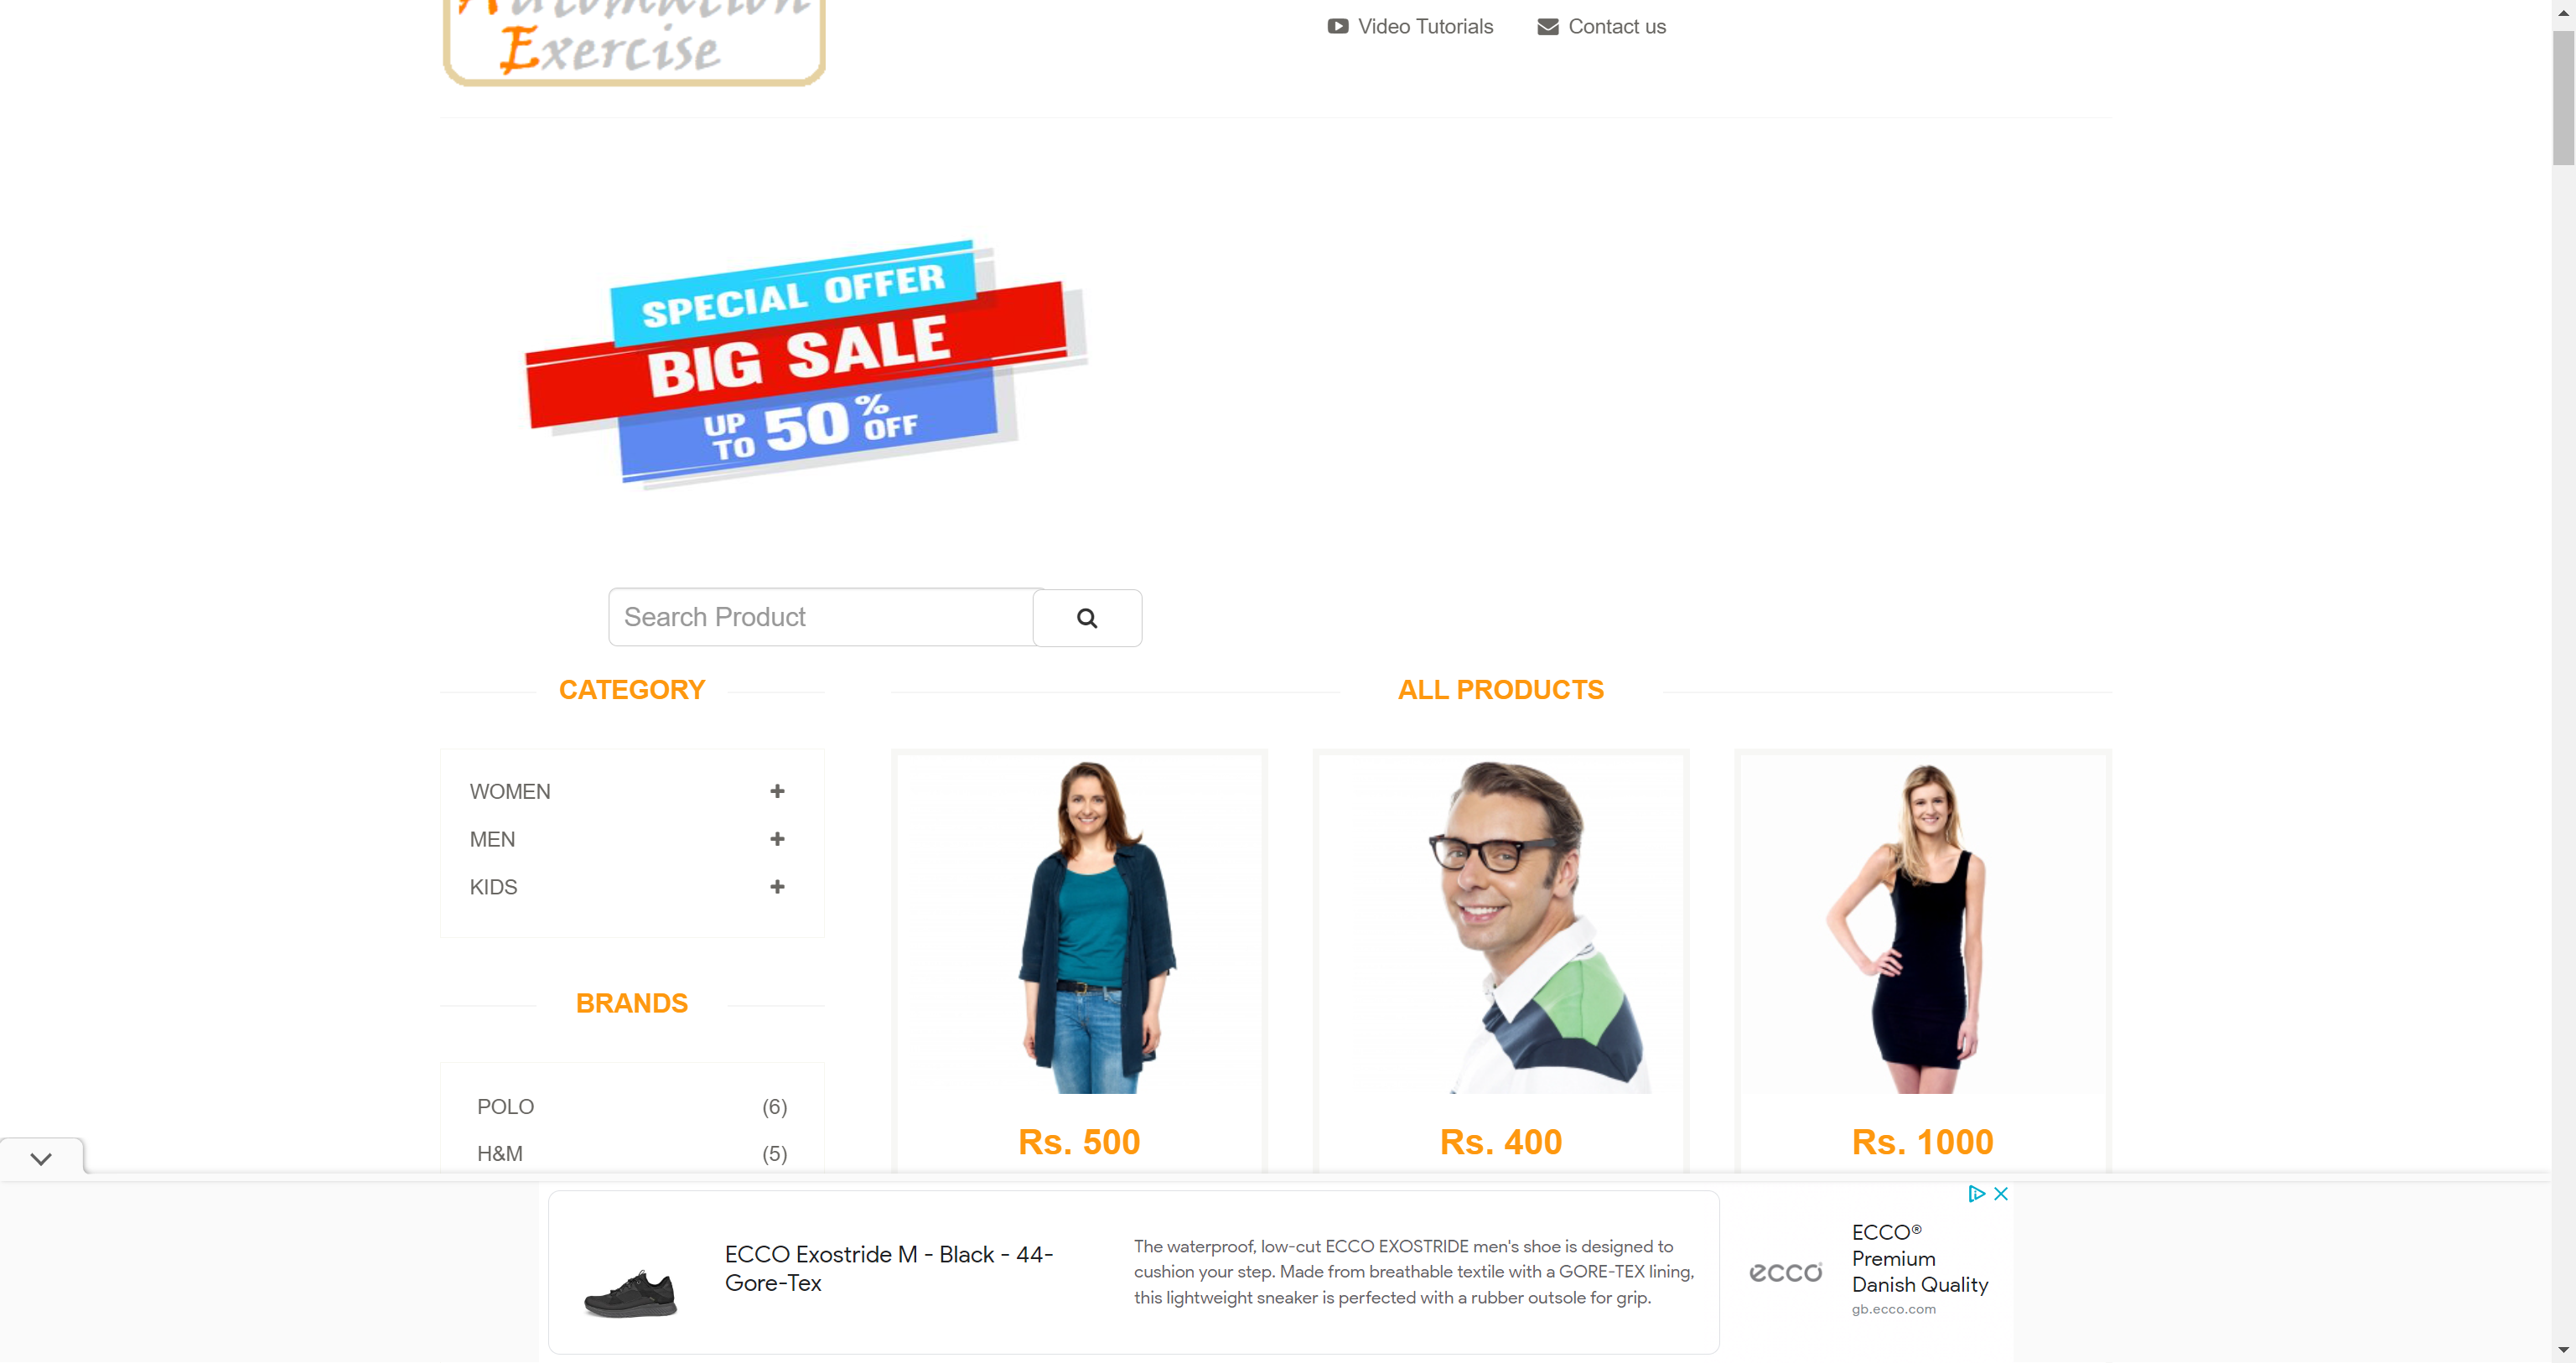 Automation
Exercise
Video Tutorials
Contact us
SPECIAL OFFER
BIG SALE
UP TO 50% OFF
Search Product
CATEGORY
WOMEN
MEN
KIDS
BRANDS
POLO (6)
H&M (5)
ALL PRODUCTS
Rs. 500
Rs. 400
Rs. 1000
ECCO Exostride M - Black - 44-
Gore-Tex
The waterproof, low-cut ECCO EXOSTRIDE men's shoe is designed to
cushion your step. Made from breathable textile with a GORE-TEX lining,
this lightweight sneaker is perfected with a rubber outsole for grip.
ecco
ECCO®
Premium
Danish Quality
gb.ecco.com